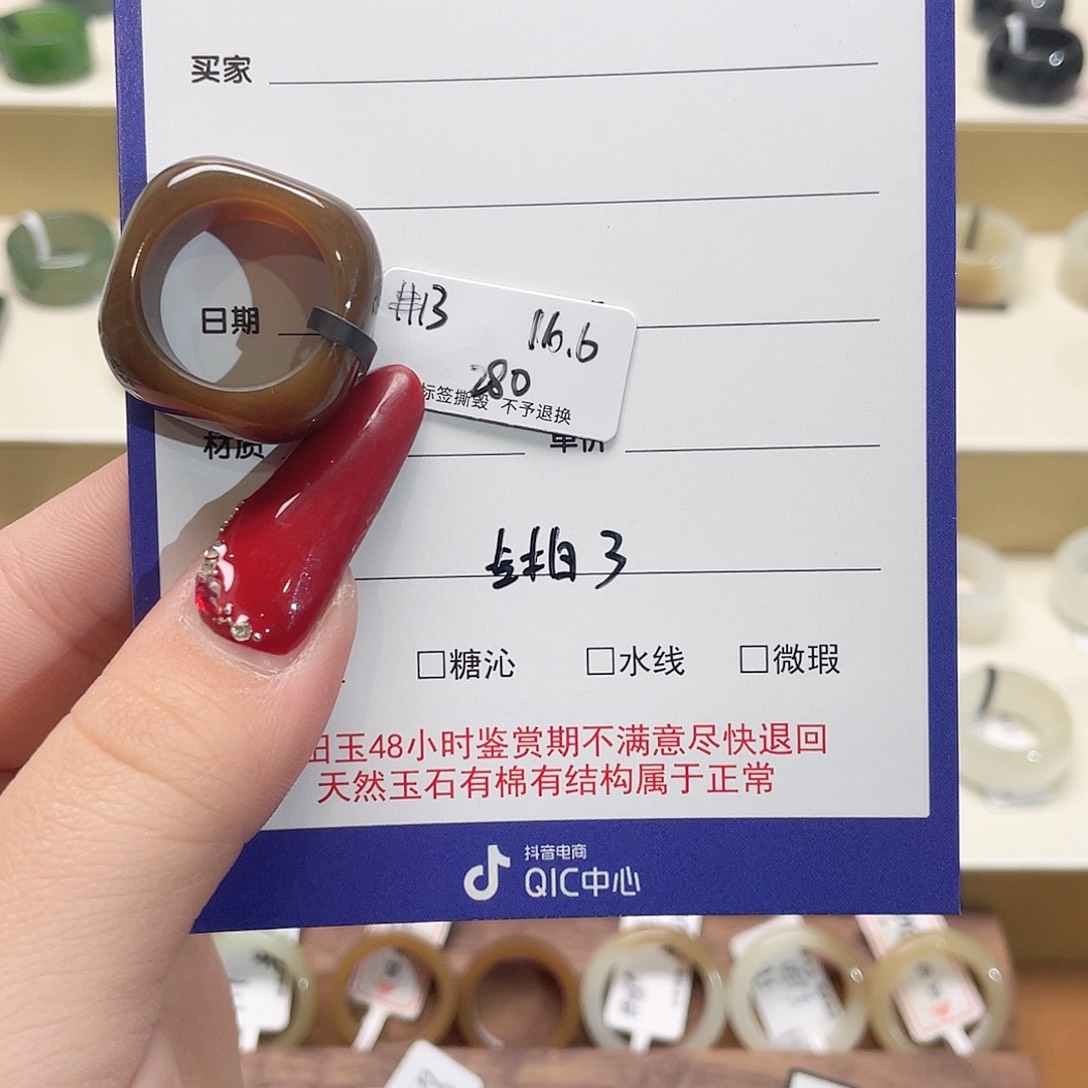 买家
#13 16.6
日期
280
标签撕毁 不予退换
材质 单价
3
□糖沁 □水线 □微瑕
田玉48小时鉴赏期不满意尽快退回
天然玉石有棉有结构属于正常
抖音电商
QIC中心